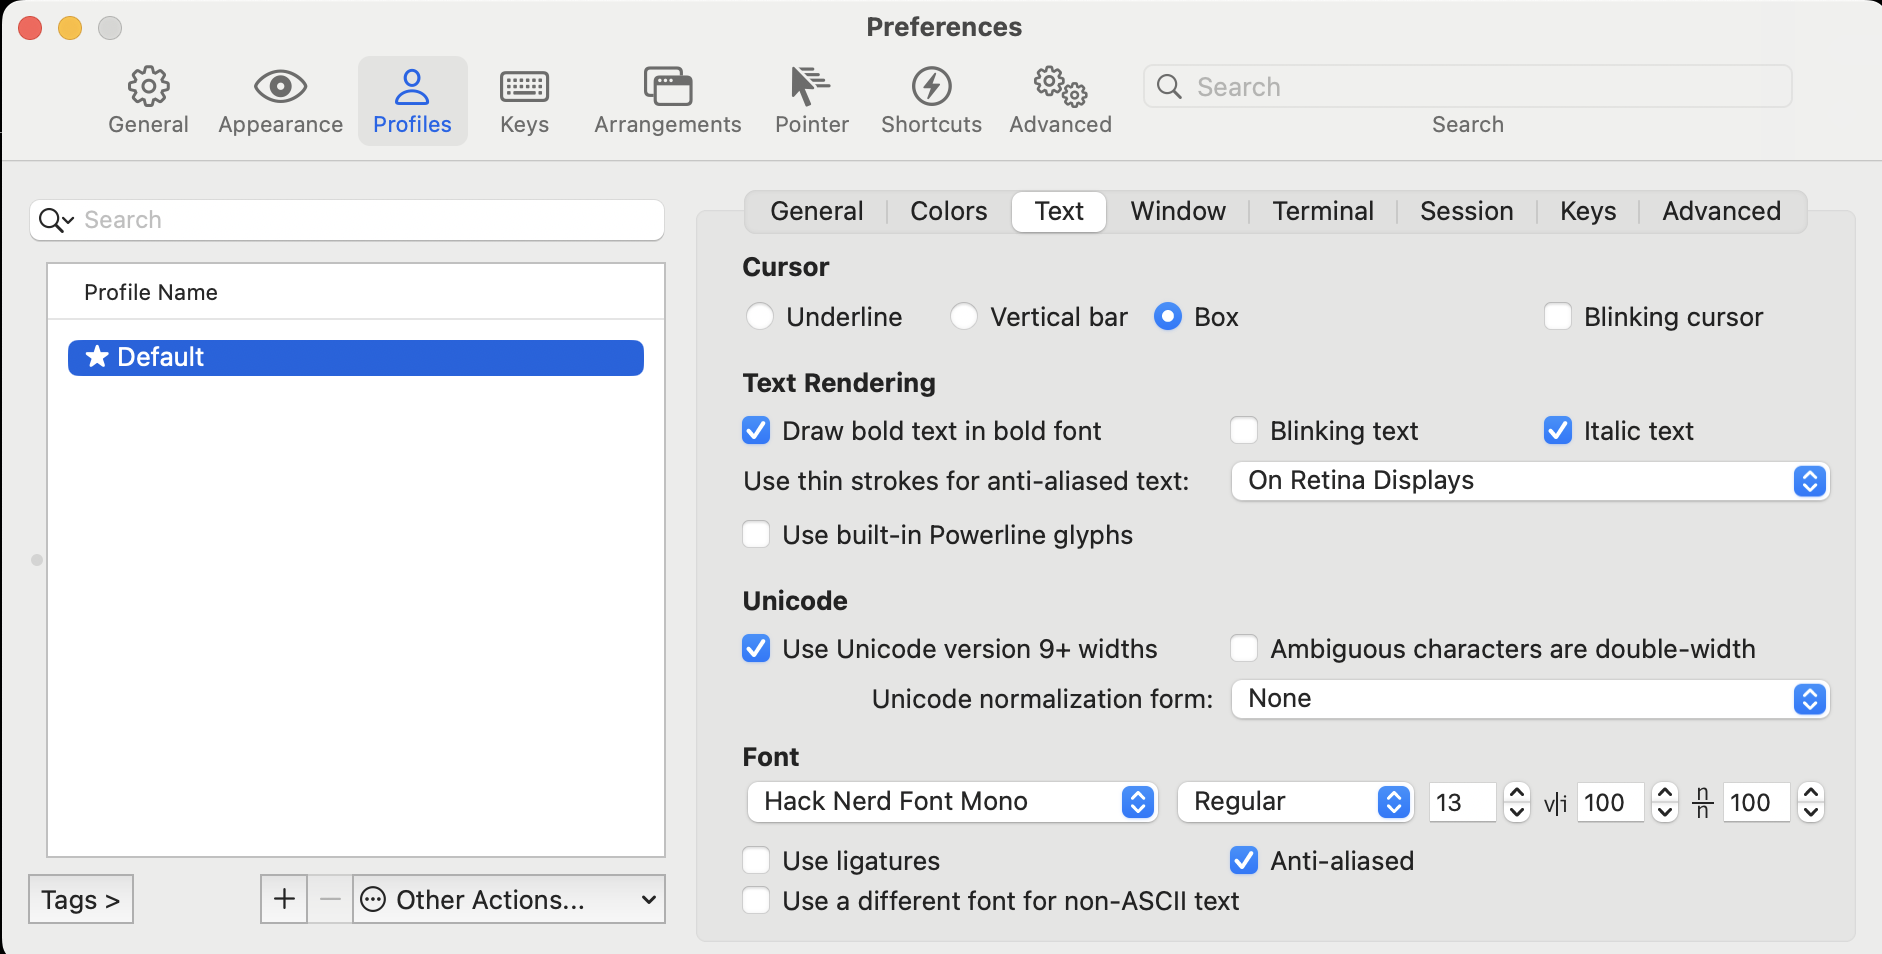 Preferences
General Appearance Profiles Keys Arrangements Pointer Shortcuts Advanced Search
Search
Search
Profile Name
Default
Tags >
+ − Other Actions...
General Colors Text Window Terminal Session Keys Advanced
Cursor
Underline Vertical bar Box Blinking cursor
Text Rendering
Draw bold text in bold font Blinking text Italic text
Use thin strokes for anti-aliased text: On Retina Displays
Use built-in Powerline glyphs
Unicode
Use Unicode version 9+ widths Ambiguous characters are double-width
Unicode normalization form: None
Font
Hack Nerd Font Mono Regular 13 v|i 100 n/n 100
Use ligatures Anti-aliased
Use a different font for non-ASCII text